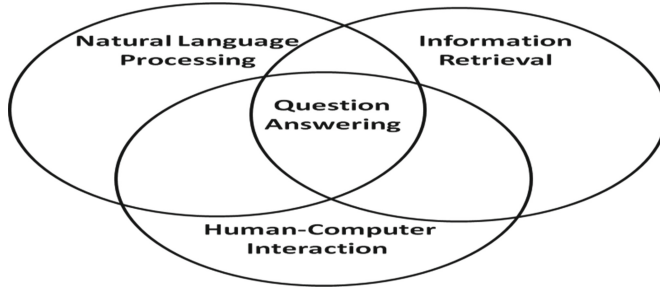 Natural Language
Processing
Information
Retrieval
Question
Answering
Human-Computer
Interaction